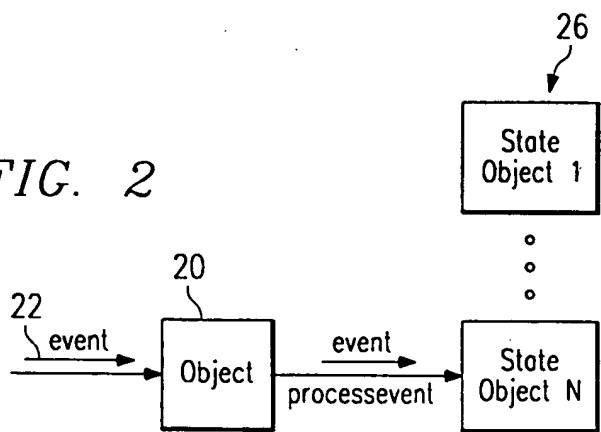 26
State
Object 1
FIG. 2
20
22
event
Object
event
processevent
State
Object N